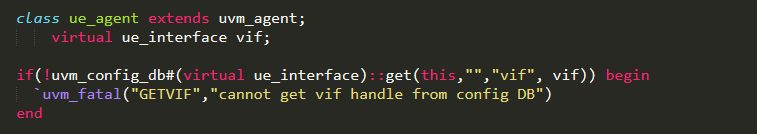 class ue_agent extends uvm_agent;
virtual ue_interface vif;
if(!uvm_config_db#(virtual ue_interface)::get(this,"","vif", vif)) begin
`uvm_fatal("GETVIF","cannot get vif handle from config DB")
end